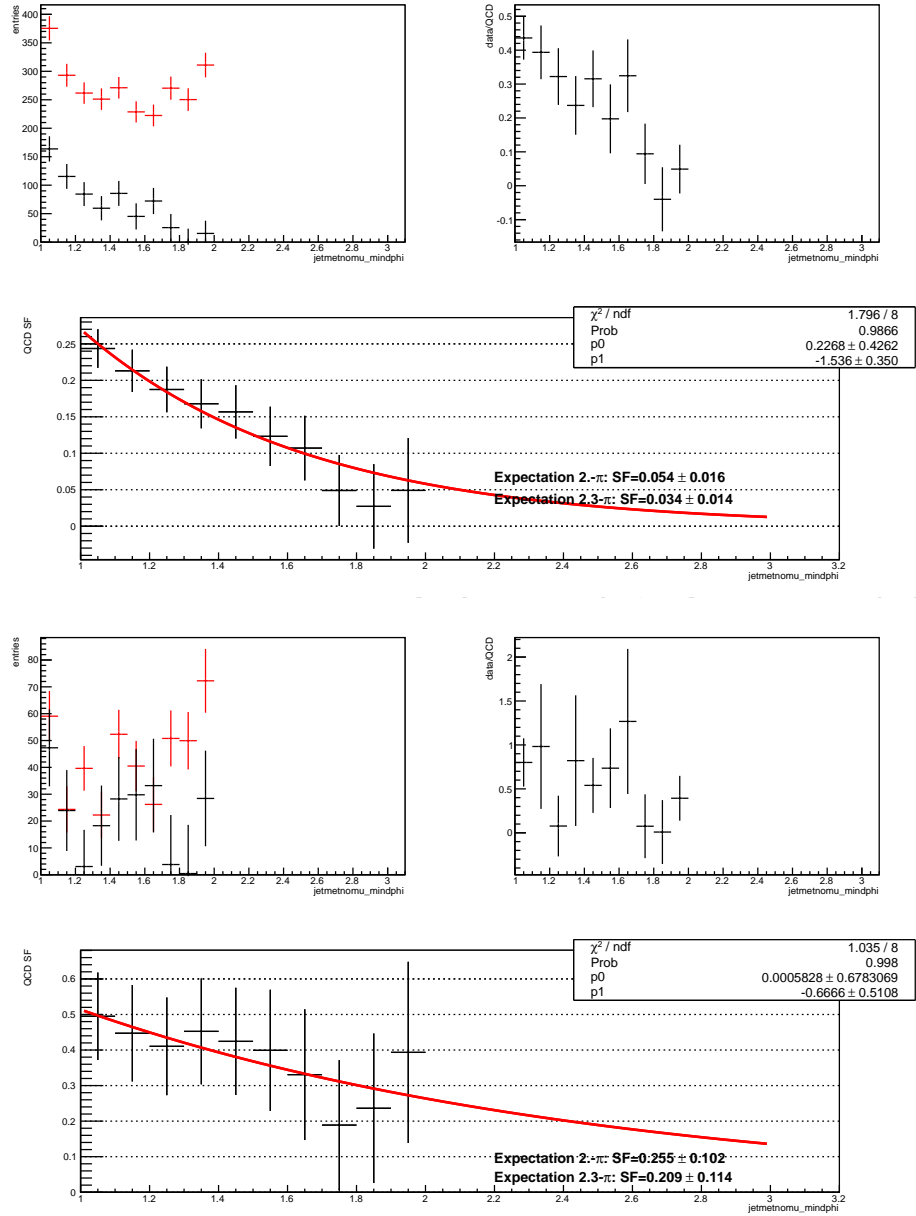 entries
400
350
300
250
200
150
100
50
0
1 1.2 1.4 1.6 1.8 2 2.2 2.4 2.6 2.8 3
jetmetnomu_mindphi
data/QCD
0.5
0.4
0.3
0.2
0.1
0
-0.1
1 1.2 1.4 1.6 1.8 2 2.2 2.4 2.6 2.8 3
jetmetnomu_mindphi
QCD SF
0.25
0.2
0.15
0.1
0.05
0
χ² / ndf 1.796 / 8
Prob 0.9866
p0 0.2268 ± 0.4262
p1 -1.536 ± 0.350
Expectation 2.-π: SF=0.054 ± 0.016
Expectation 2.3-π: SF=0.034 ± 0.014
1 1.2 1.4 1.6 1.8 2 2.2 2.4 2.6 2.8 3 3.2
jetmetnomu_mindphi
entries
80
70
60
50
40
30
20
10
0
1 1.2 1.4 1.6 1.8 2 2.2 2.4 2.6 2.8 3
jetmetnomu_mindphi
data/QCD
2
1.5
1
0.5
0
1 1.2 1.4 1.6 1.8 2 2.2 2.4 2.6 2.8 3
jetmetnomu_mindphi
QCD SF
0.6
0.5
0.4
0.3
0.2
0.1
0
χ² / ndf 1.035 / 8
Prob 0.998
p0 0.0005828 ± 0.6783069
p1 -0.6666 ± 0.5108
Expectation 2.-π: SF=0.255 ± 0.102
Expectation 2.3-π: SF=0.209 ± 0.114
1 1.2 1.4 1.6 1.8 2 2.2 2.4 2.6 2.8 3 3.2
jetmetnomu_mindphi